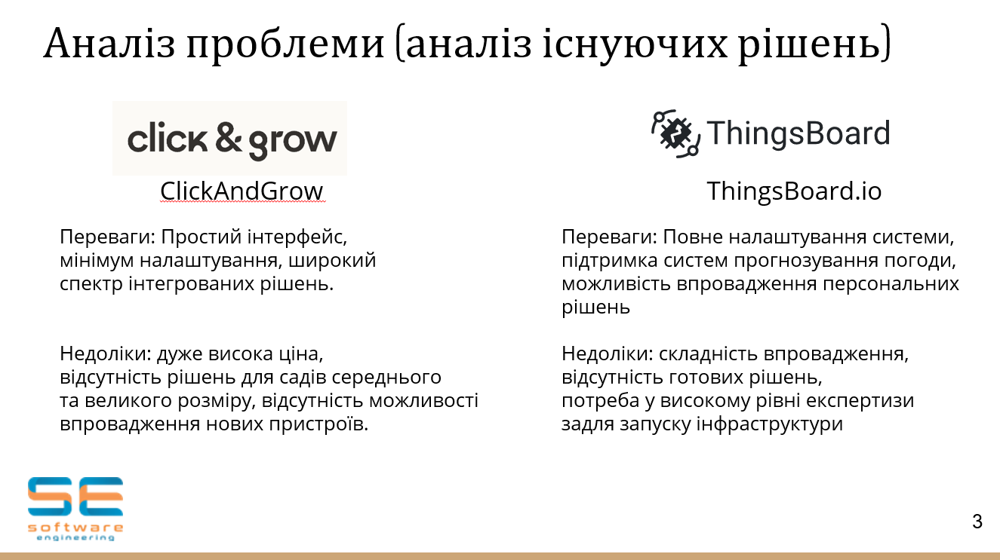 Аналіз проблеми (аналіз існуючих рішень)
click & grow
ClickAndGrow
Переваги: Простий інтерфейс,
мінімум налаштування, широкий
спектр інтегрованих рішень.
Недоліки: дуже висока ціна,
відсутність рішень для садів середнього
та великого розміру, відсутність можливості
впровадження нових пристроїв.
ThingsBoard
ThingsBoard.io
Переваги: Повне налаштування системи,
підтримка систем прогнозування погоди,
можливість впровадження персональних
рішень
Недоліки: складність впровадження,
відсутність готових рішень,
потреба у високому рівні експертизи
задля запуску інфраструктури
SE
software
engineering
3